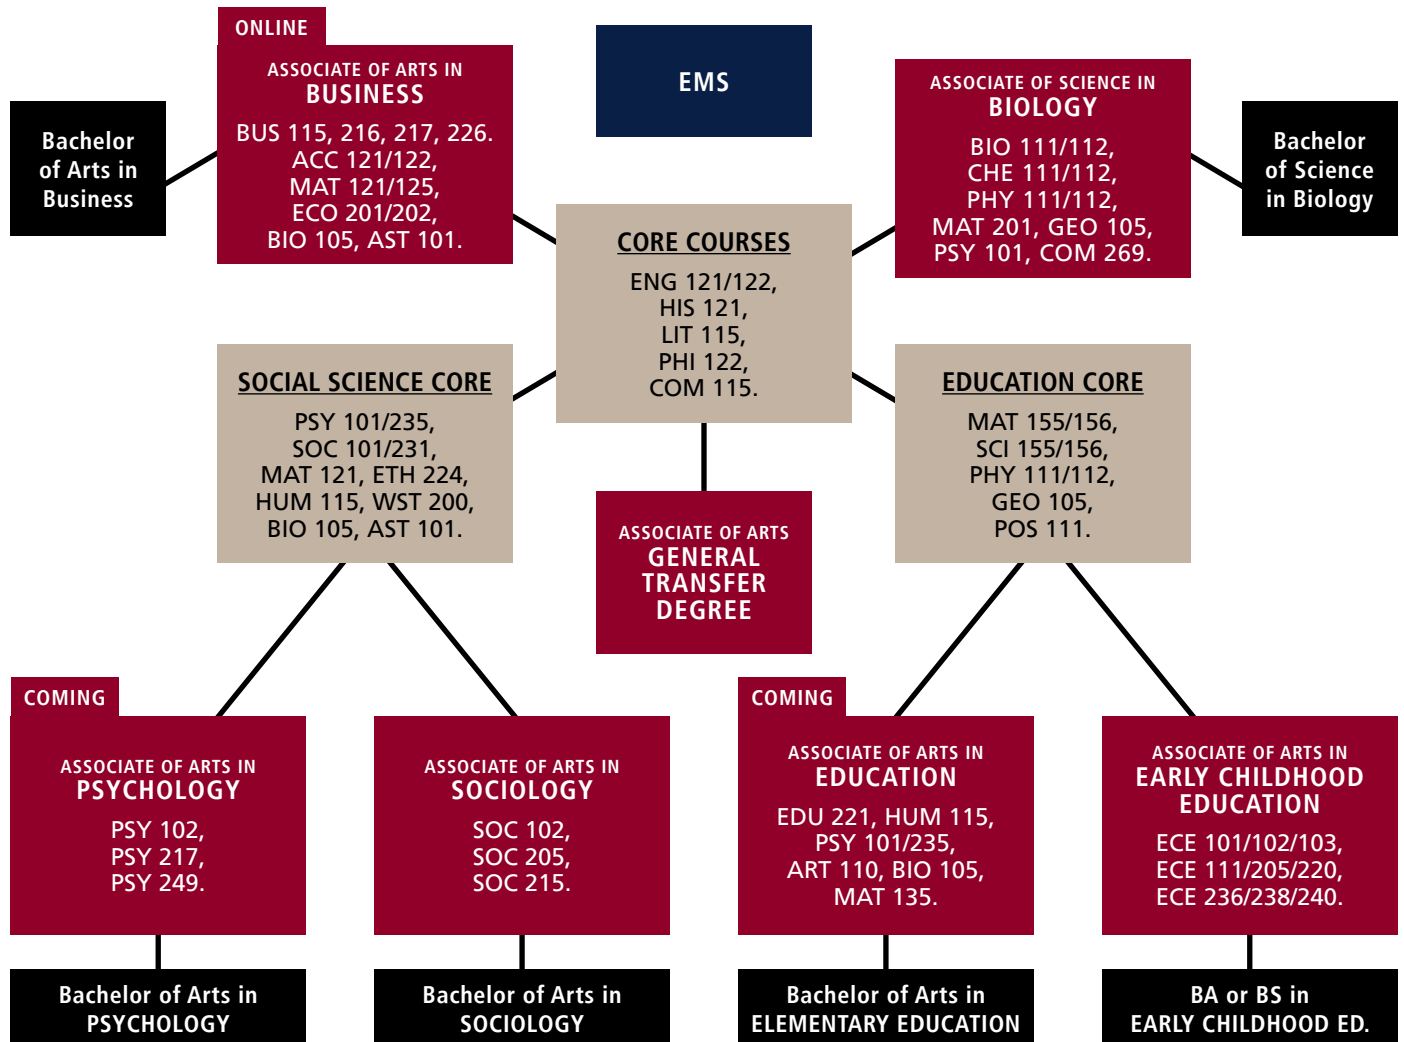 ONLINE
ASSOCIATE OF ARTS IN
BUSINESS
BUS 115, 216, 217, 226.
ACC 121/122,
MAT 121/125,
ECO 201/202,
BIO 105, AST 101.
EMS
ASSOCIATE OF SCIENCE IN
BIOLOGY
BIO 111/112,
CHE 111/112,
PHY 111/112,
MAT 201, GEO 105,
PSY 101, COM 269.
Bachelor
of Arts in
Business
Bachelor
of Science
in Biology
CORE COURSES
ENG 121/122,
HIS 121,
LIT 115,
PHI 122,
COM 115.
SOCIAL SCIENCE CORE
PSY 101/235,
SOC 101/231,
MAT 121, ETH 224,
HUM 115, WST 200,
BIO 105, AST 101.
EDUCATION CORE
MAT 155/156,
SCI 155/156,
PHY 111/112,
GEO 105,
POS 111.
ASSOCIATE OF ARTS
GENERAL
TRANSFER
DEGREE
COMING
ASSOCIATE OF ARTS IN
PSYCHOLOGY
PSY 102,
PSY 217,
PSY 249.
ASSOCIATE OF ARTS IN
SOCIOLOGY
SOC 102,
SOC 205,
SOC 215.
COMING
ASSOCIATE OF ARTS IN
EDUCATION
EDU 221, HUM 115,
PSY 101/235,
ART 110, BIO 105,
MAT 135.
ASSOCIATE OF ARTS IN
EARLY CHILDHOOD
EDUCATION
ECE 101/102/103,
ECE 111/205/220,
ECE 236/238/240.
Bachelor of Arts in
PSYCHOLOGY
Bachelor of Arts in
SOCIOLOGY
Bachelor of Arts in
ELEMENTARY EDUCATION
BA or BS in
EARLY CHILDHOOD ED.